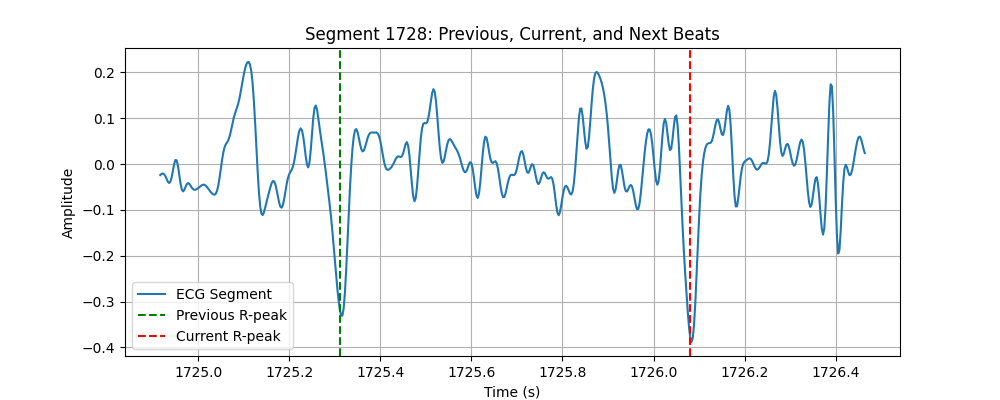 Segment 1728: Previous, Current, and Next Beats
0.2
0.1
0.0
−0.1
−0.2
−0.3
−0.4
Amplitude
ECG Segment
Previous R-peak
Current R-peak
1725.0 1725.2 1725.4 1725.6 1725.8 1726.0 1726.2 1726.4
Time (s)